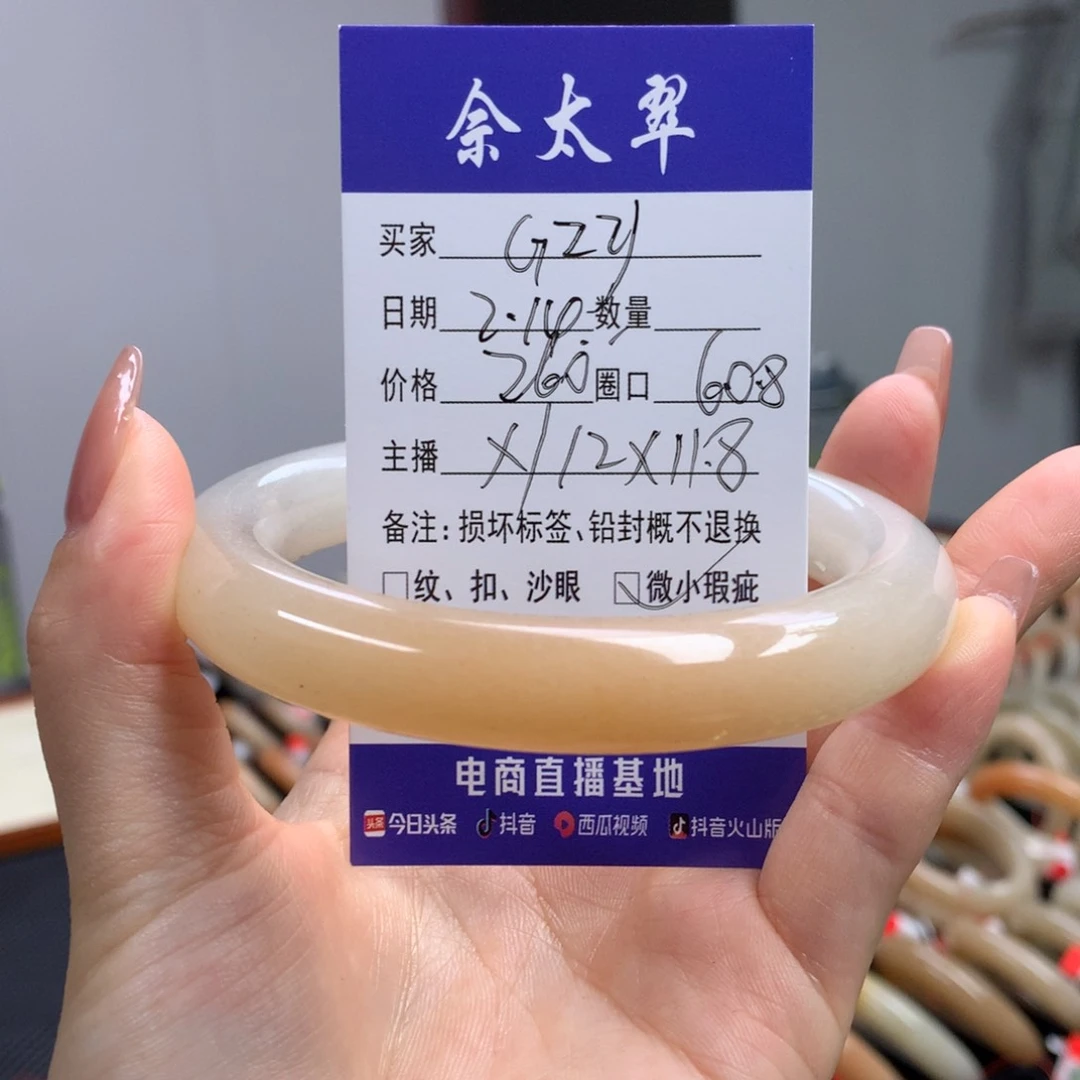 佘太翠
买家 GZY
日期 2.14 数量
价格 260 圈口 60.8
主播 XJ 12X11.8
备注:损坏标签、铅封概不退换
纹、扣、沙眼 微小瑕疵
电商直播基地
头条 今日头条 抖音 西瓜视频 抖音火山版